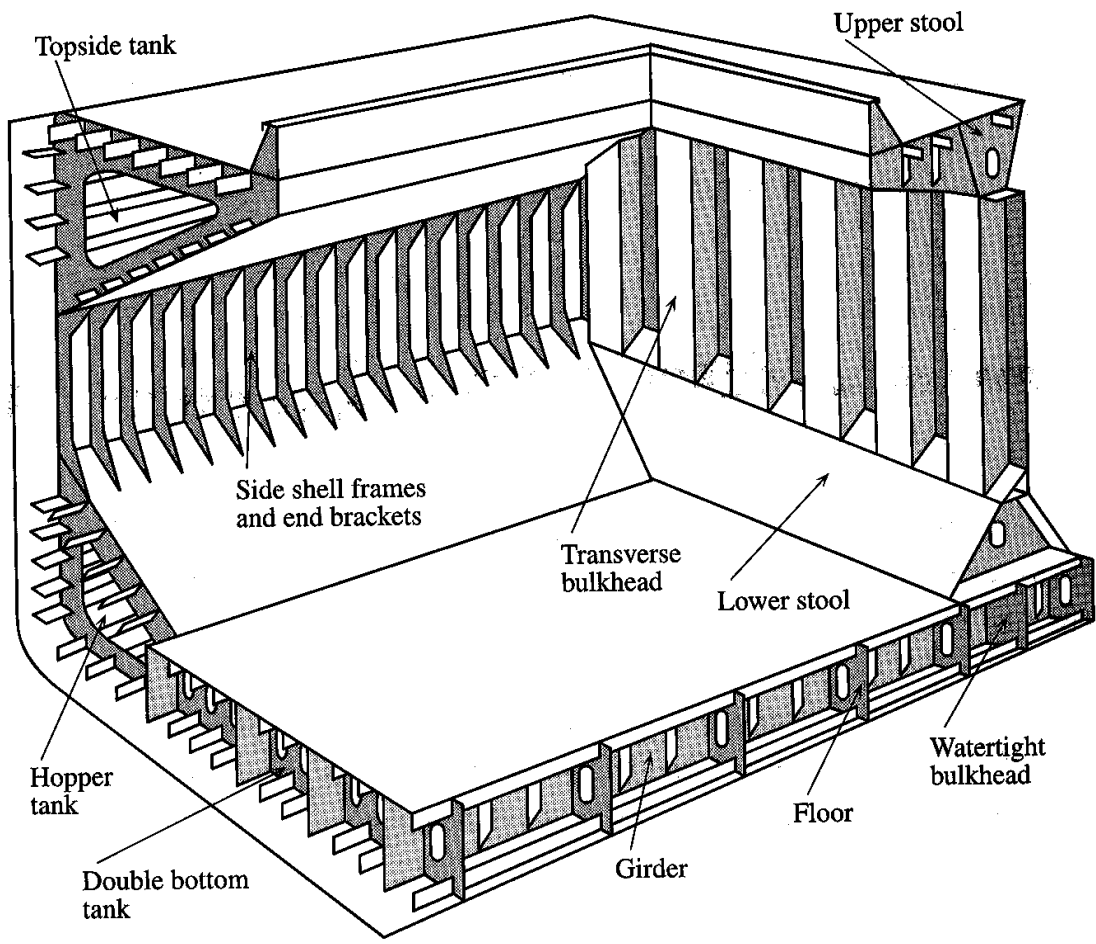 Topside tank
Upper stool
Side shell frames
and end brackets
Transverse
bulkhead
Lower stool
Hopper
tank
Watertight
bulkhead
Floor
Girder
Double bottom
tank